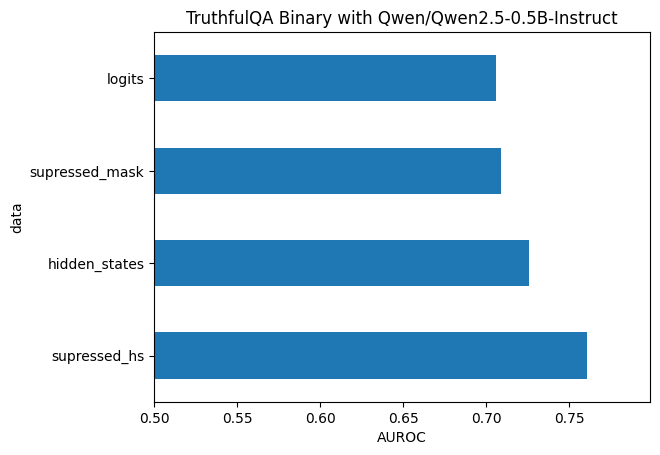 TruthfulQA Binary with Qwen/Qwen2.5-0.5B-Instruct
logits
supressed_mask
hidden_states
supressed_hs
data
0.50 0.55 0.60 0.65 0.70 0.75
AUROC